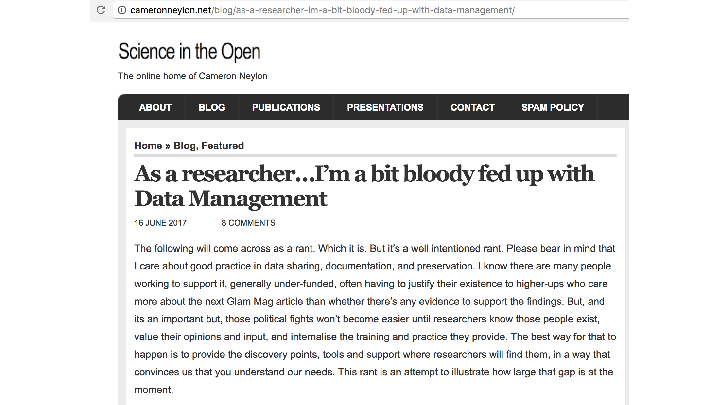 cameronneylon.net/blog/as-a-researcher-im-a-bit-bloody-fed-up-with-data-management/
Science in the Open
The online home of Cameron Neylon
ABOUT BLOG PUBLICATIONS PRESENTATIONS CONTACT SPAM POLICY
Home » Blog, Featured
As a researcher…I'm a bit bloody fed up with
Data Management
16 JUNE 2017 8 COMMENTS
The following will come across as a rant. Which it is. But it's a well intentioned rant. Please bear in mind that
I care about good practice in data sharing, documentation, and preservation. I know there are many people
working to support it, generally under-funded, often having to justify their existence to higher-ups who care
more about the next Glam Mag article than whether there's any evidence to support the findings. But, and
its an important but, those political fights won't become easier until researchers know those people exist,
value their opinions and input, and internalise the training and practice they provide. The best way for that to
happen is to provide the discovery points, tools and support where researchers will find them, in a way that
convinces us that you understand our needs. This rant is an attempt to illustrate how large that gap is at the
moment.